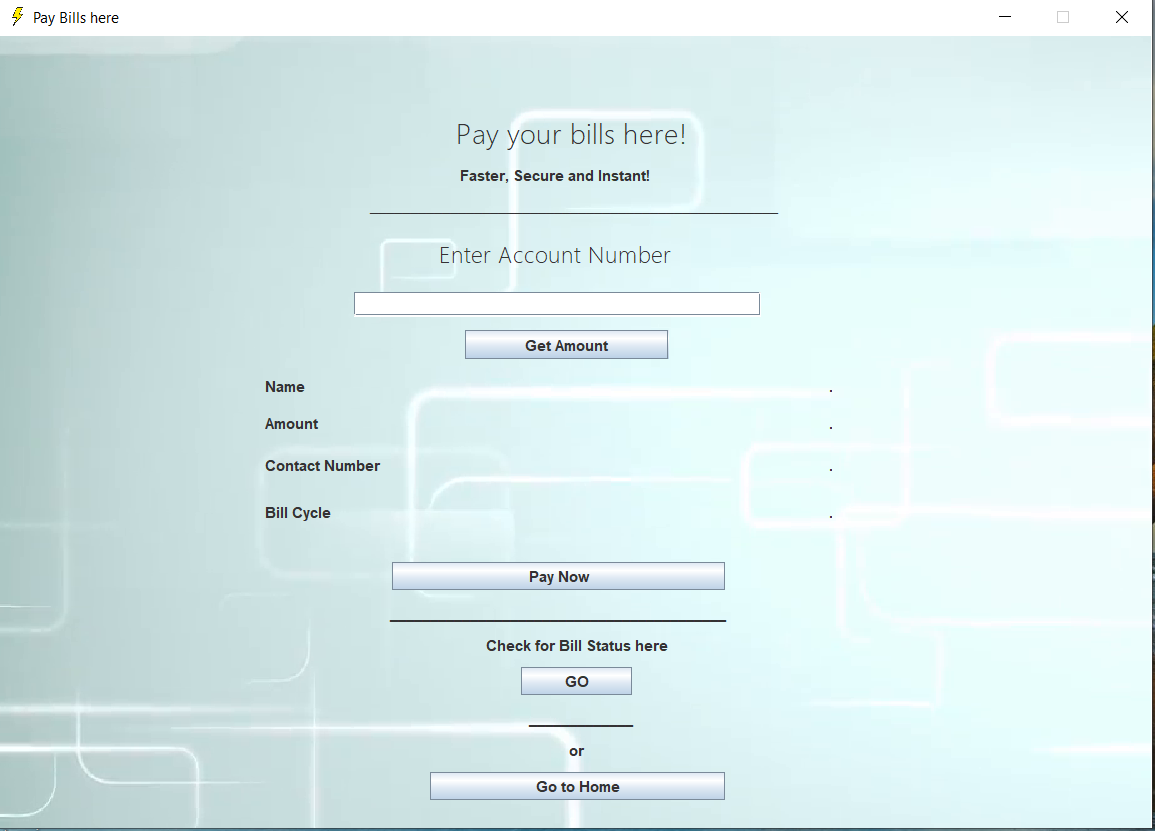 Pay Bills here
Pay your bills here!
Faster, Secure and Instant!
Enter Account Number
Get Amount
Name .
Amount .
Contact Number .
Bill Cycle .
Pay Now
Check for Bill Status here
GO
or
Go to Home